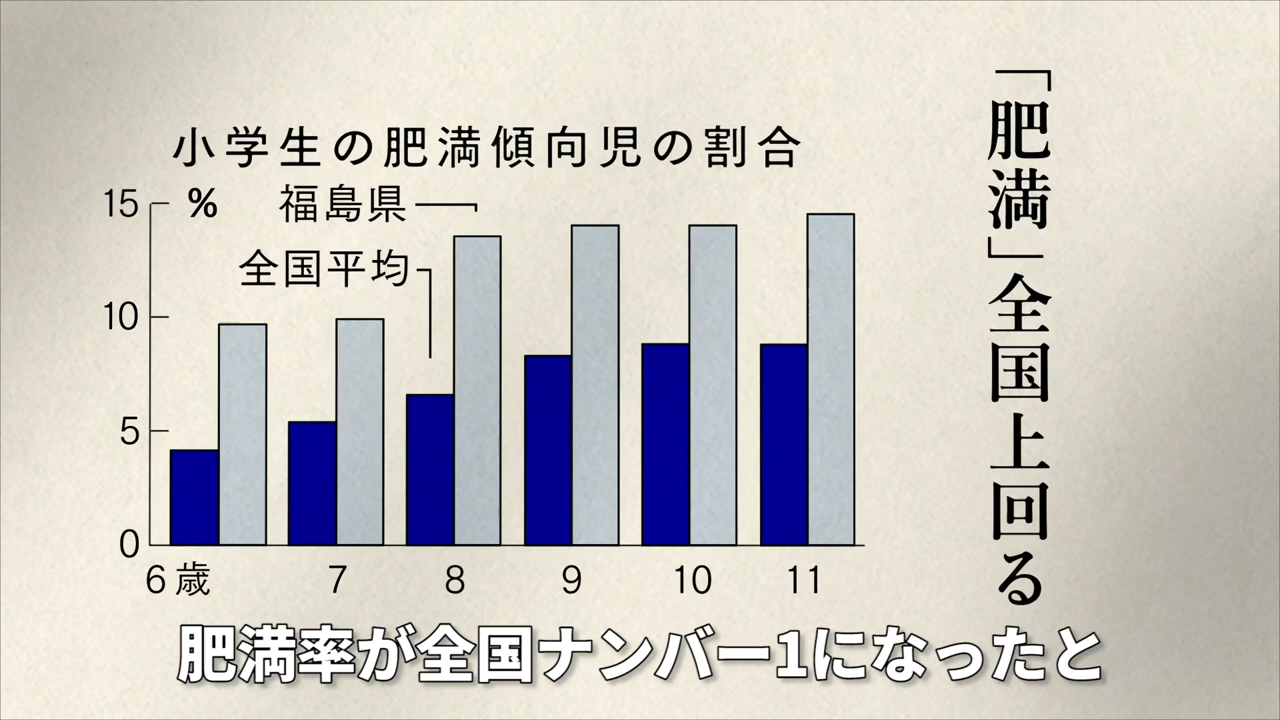 小学生の肥満傾向児の割合
15 % 福島県
全国平均
10
5
0
6歳 7 8 9 10 11
「肥満」全国上回る
肥満率が全国ナンバー1になったと